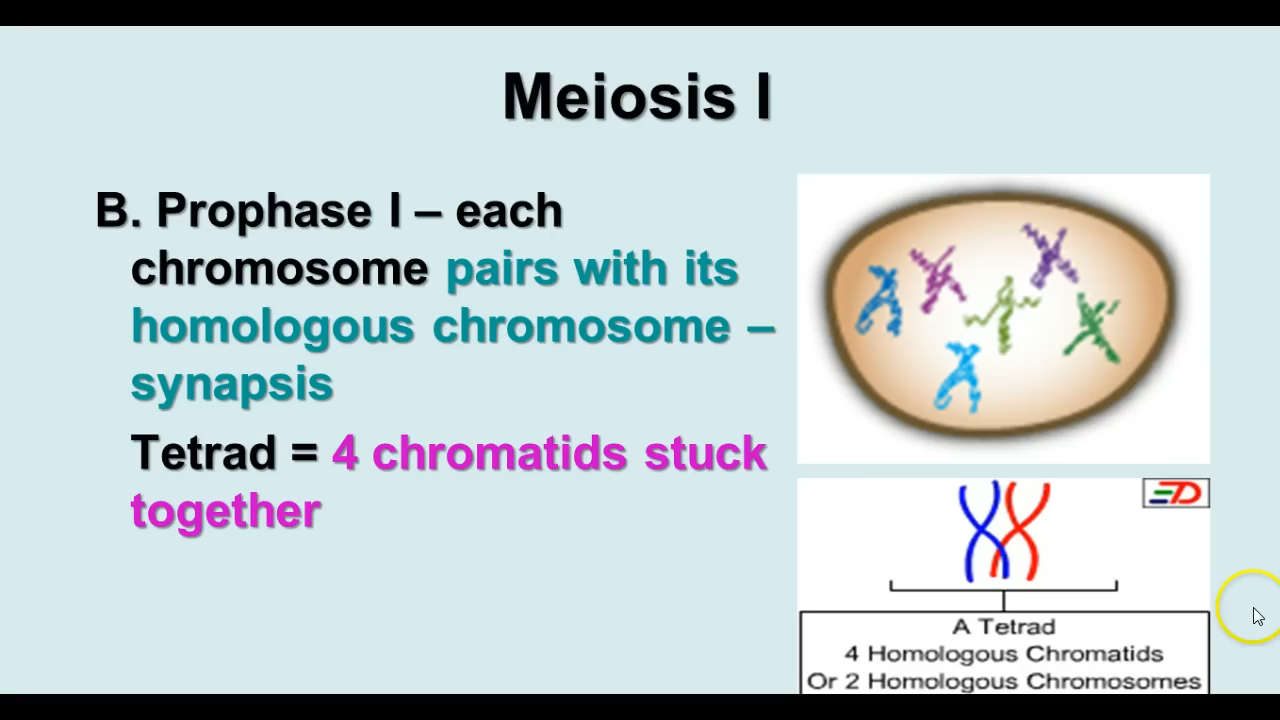 Meiosis I
B. Prophase I – each
chromosome pairs with its
homologous chromosome –
synapsis
Tetrad = 4 chromatids stuck
together
A Tetrad
4 Homologous Chromatids
Or 2 Homologous Chromosomes